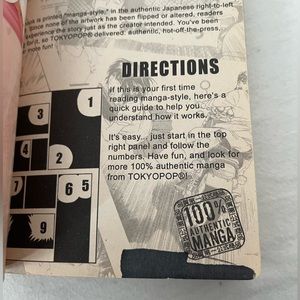 ook is printed "manga-style," in the authentic Japanese right-to-left
Since none of the artwork has been flipped or altered, readers
experience the story just as the creator intended. You've been
for it, so TOKYOPOP® delivered: authentic, hot-off-the-press,
more fun!
DIRECTIONS
If this is your first time
reading manga-style, here's a
quick guide to help you
understand how it works.
It's easy... just start in the top
right panel and follow the
numbers. Have fun, and look for
more 100% authentic manga
from TOKYOPOP®!
3 1
4 2
7 6 5
9
100%
AUTHENTIC
MANGA